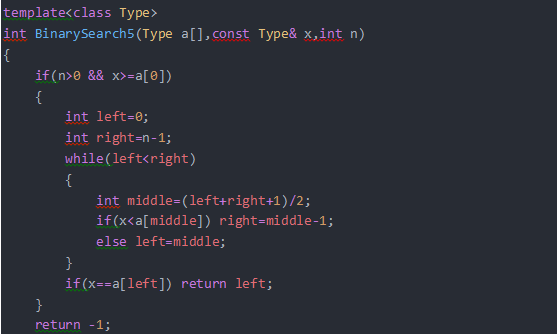 template<class Type>
int BinarySearch5(Type a[],const Type& x,int n)
{
    if(n>0 && x>=a[0])
    {
        int left=0;
        int right=n-1;
        while(left<right)
        {
            int middle=(left+right+1)/2;
            if(x<a[middle]) right=middle-1;
            else left=middle;
        }
        if(x==a[left]) return left;
    }
    return -1;